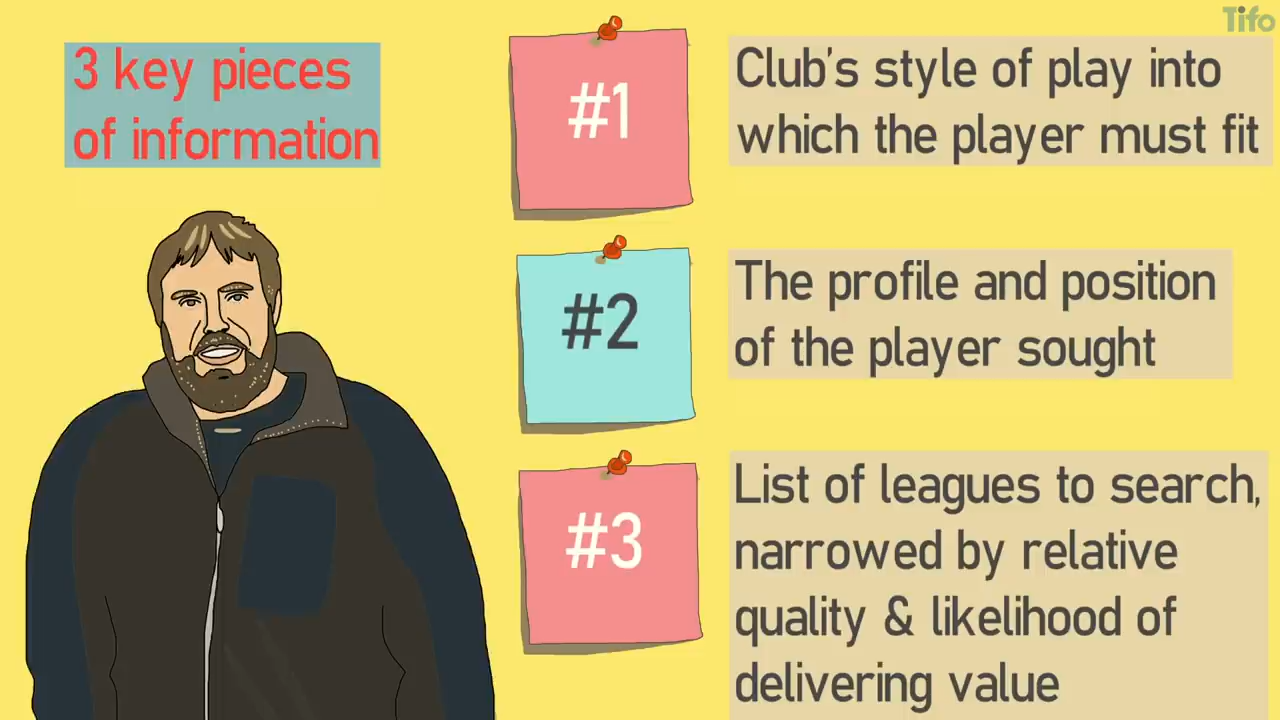 Tifo
3 key pieces
of information
#1
Club's style of play into
which the player must fit
#2
The profile and position
of the player sought
#3
List of leagues to search,
narrowed by relative
quality & likelihood of
delivering value